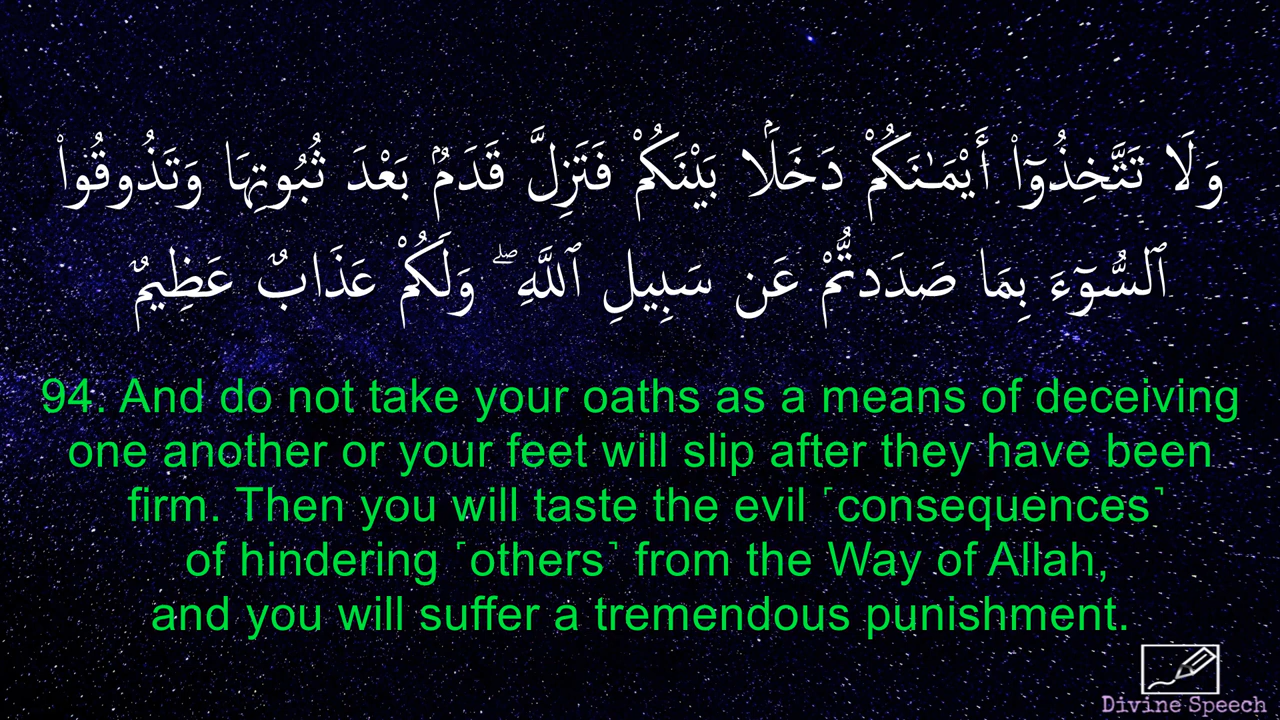 وَلَا تَتَّخِذُوٓا۟ أَيْمَـٰنَكُمْ دَخَلًۢا بَيْنَكُمْ فَتَزِلَّ قَدَمٌۢ بَعْدَ ثُبُوتِهَا وَتَذُوقُوا۟
ٱلسُّوٓءَ بِمَا صَدَدتُّمْ عَن سَبِيلِ ٱللَّهِ ۖ وَلَكُمْ عَذَابٌ عَظِيمٌ
94. And do not take your oaths as a means of deceiving
one another or your feet will slip after they have been
firm. Then you will taste the evil ˹consequences˺
of hindering ˹others˺ from the Way of Allah,
and you will suffer a tremendous punishment.
Divine Speech